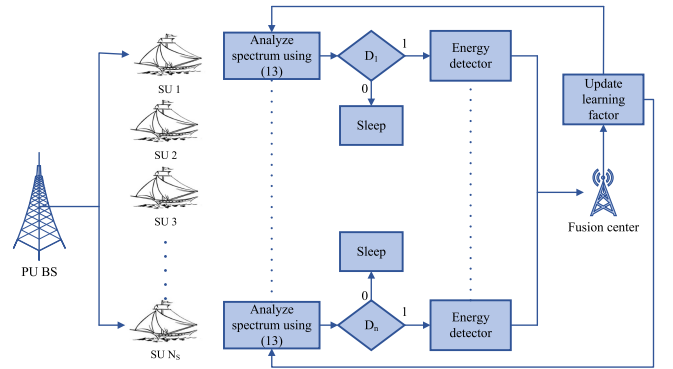 Analyze
spectrum using
(13)
D1
1
0
Energy
detector
Sleep
Update
learning
factor
SU 1
SU 2
SU 3
SU NS
PU BS
Fusion center
Sleep
0
1
Analyze
spectrum using
(13)
Dn
Energy
detector